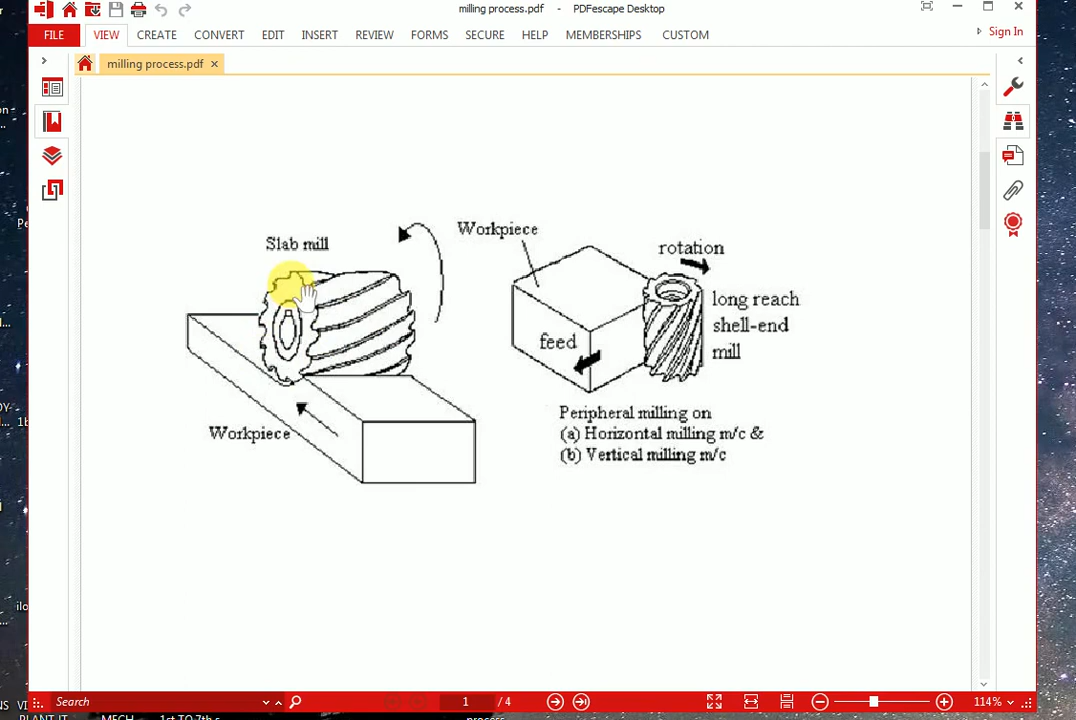 milling process.pdf - PDFescape Desktop
FILE VIEW CREATE CONVERT EDIT INSERT REVIEW FORMS SECURE HELP MEMBERSHIPS CUSTOM Sign In
milling process.pdf
Slab mill
Workpiece
Workpiece
rotation
long reach
shell-end
mill
feed
Peripheral milling on
(a) Horizontal milling m/c &
(b) Vertical milling m/c
Search 1 / 4 114%